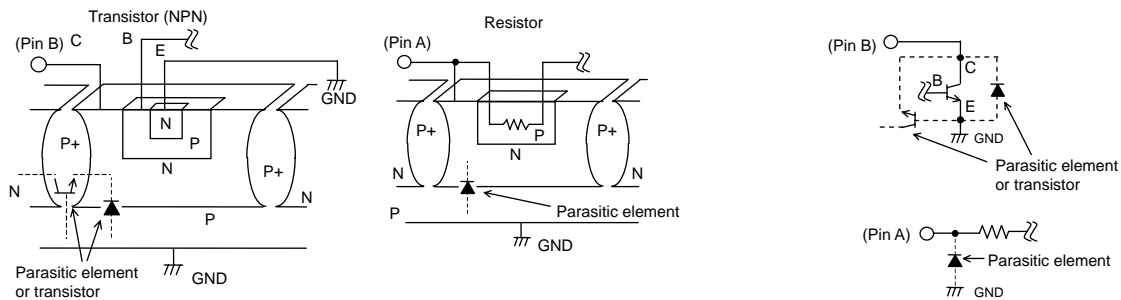 Transistor (NPN)
(Pin B)
C
B
E
GND
N
P
P+
N
P+
N
N
P
GND
Parasitic element
or transistor
Resistor
(Pin A)
P
P+
N
P+
N
N
Parasitic element
P
GND
(Pin B)
C
B
E
GND
Parasitic element
or transistor
(Pin A)
Parasitic element
GND